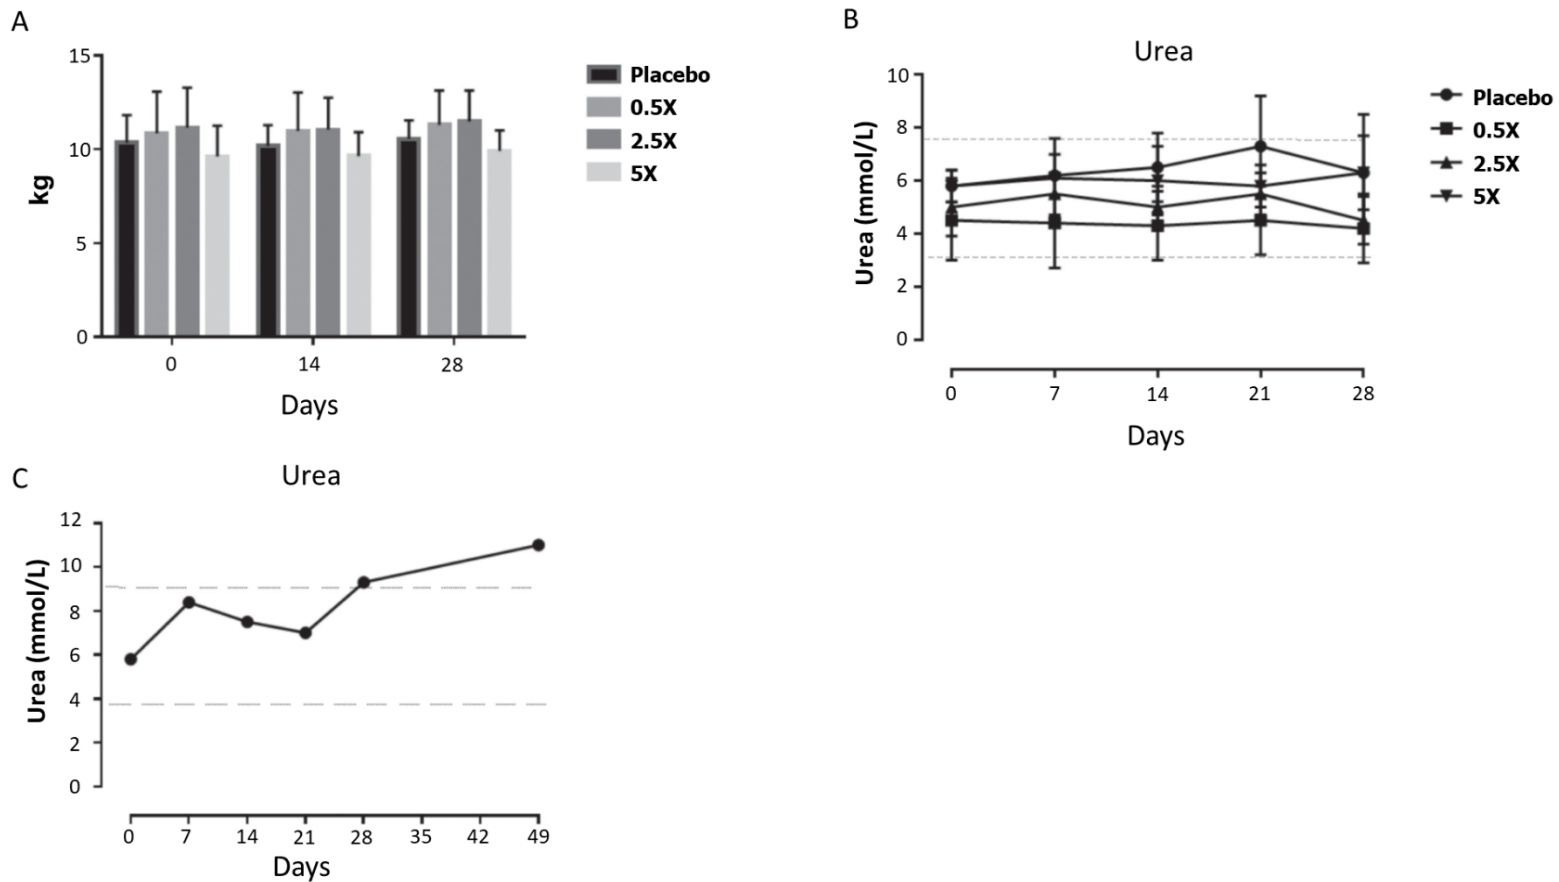 A
15
10
5
0
kg
0 14 28
Days
Placebo
0.5X
2.5X
5X
B
Urea
10
8
6
4
2
0
Urea (mmol/L)
0 7 14 21 28
Days
Placebo
0.5X
2.5X
5X
C
Urea
12
10
8
6
4
2
0
Urea (mmol/L)
0 7 14 21 28 35 42 49
Days